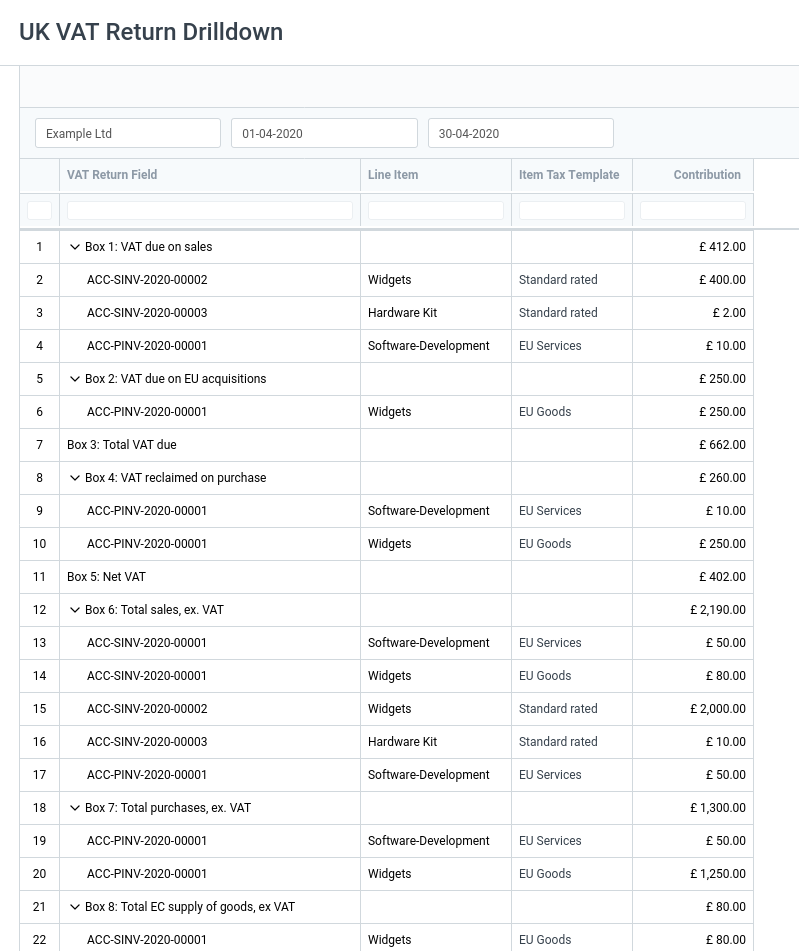 UK VAT Return Drilldown
Example Ltd 01-04-2020 30-04-2020
VAT Return Field Line Item Item Tax Template Contribution
1 Box 1: VAT due on sales £ 412.00
2 ACC-SINV-2020-00002 Widgets Standard rated £ 400.00
3 ACC-SINV-2020-00003 Hardware Kit Standard rated £ 2.00
4 ACC-PINV-2020-00001 Software-Development EU Services £ 10.00
5 Box 2: VAT due on EU acquisitions £ 250.00
6 ACC-PINV-2020-00001 Widgets EU Goods £ 250.00
7 Box 3: Total VAT due £ 662.00
8 Box 4: VAT reclaimed on purchase £ 260.00
9 ACC-PINV-2020-00001 Software-Development EU Services £ 10.00
10 ACC-PINV-2020-00001 Widgets EU Goods £ 250.00
11 Box 5: Net VAT £ 402.00
12 Box 6: Total sales, ex. VAT £ 2,190.00
13 ACC-SINV-2020-00001 Software-Development EU Services £ 50.00
14 ACC-SINV-2020-00001 Widgets EU Goods £ 80.00
15 ACC-SINV-2020-00002 Widgets Standard rated £ 2,000.00
16 ACC-SINV-2020-00003 Hardware Kit Standard rated £ 10.00
17 ACC-PINV-2020-00001 Software-Development EU Services £ 50.00
18 Box 7: Total purchases, ex. VAT £ 1,300.00
19 ACC-PINV-2020-00001 Software-Development EU Services £ 50.00
20 ACC-PINV-2020-00001 Widgets EU Goods £ 1,250.00
21 Box 8: Total EC supply of goods, ex VAT £ 80.00
22 ACC-SINV-2020-00001 Widgets EU Goods £ 80.00